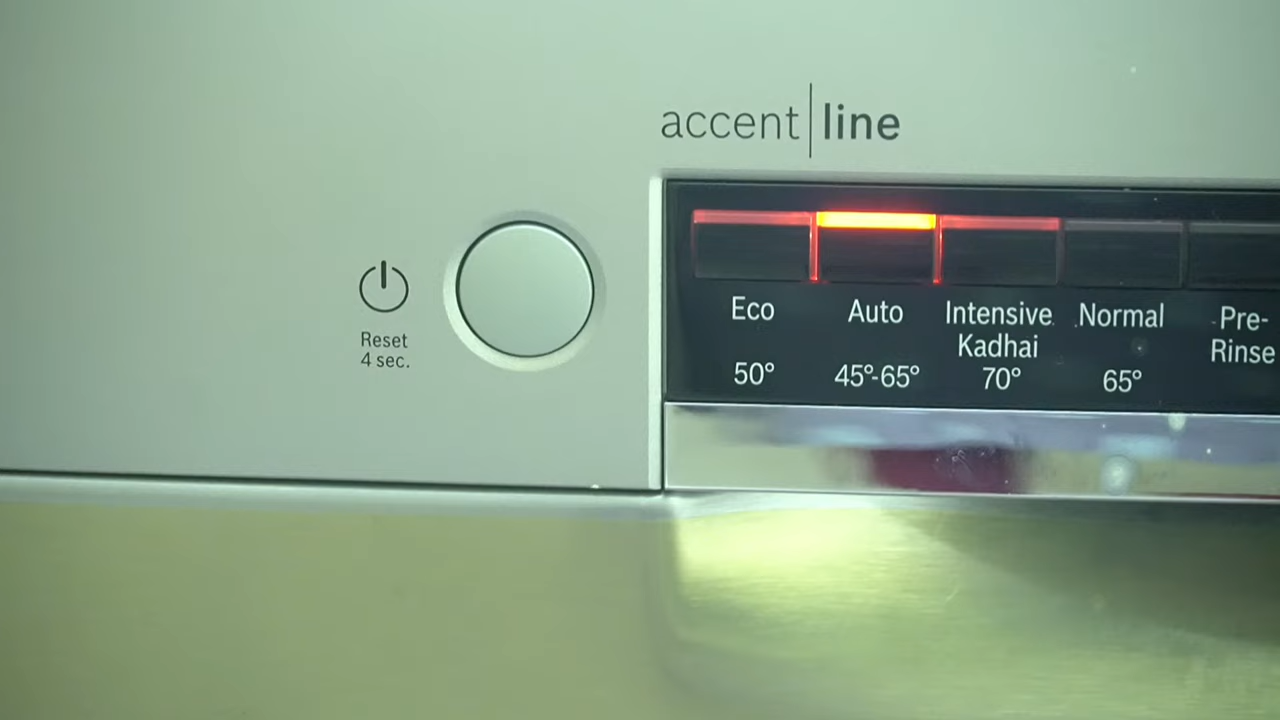 accent|line
Reset
4 sec.
Eco
50°
Auto
45°-65°
Intensive
Kadhai
70°
Normal
65°
Pre-
Rinse